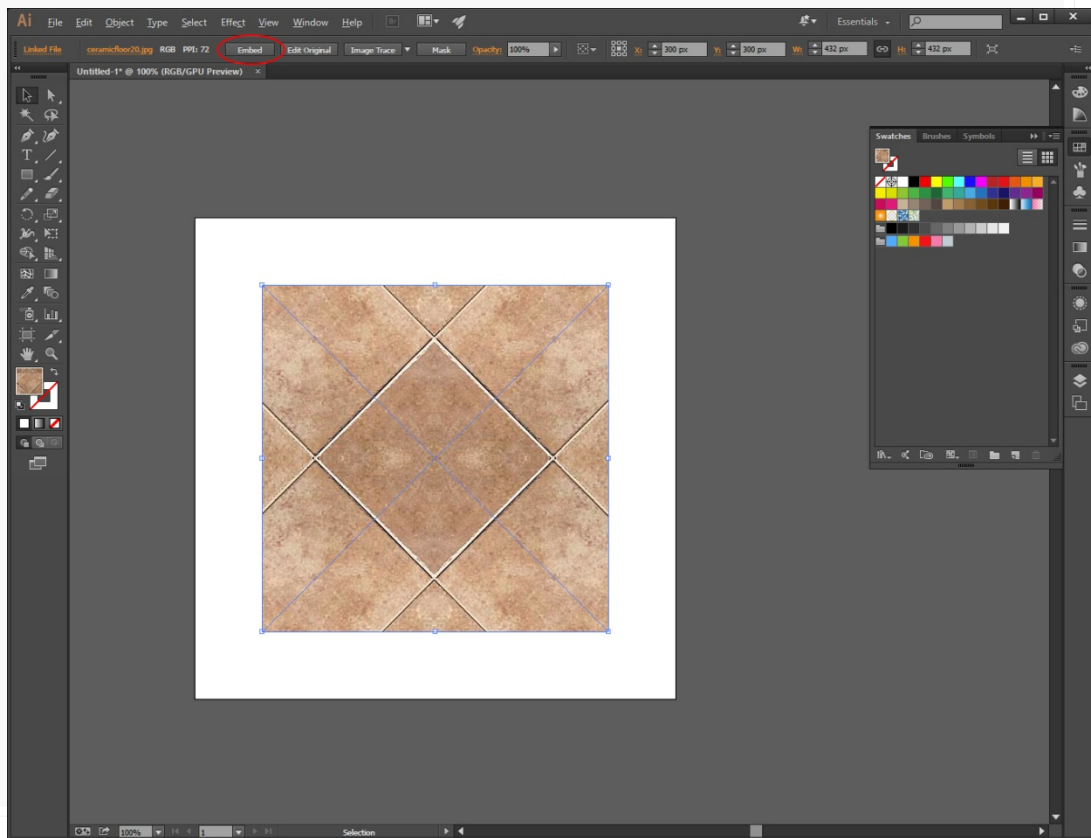 Ai File Edit Object Type Select Effect View Window Help Br Essentials
Linked File ceramicfloor20.jpg RGB PPI: 72 Embed Edit Original Image Trace Mask Opacity: 100% X: 300 px Y: 300 px W: 432 px H: 432 px
Untitled-1* @ 100% (RGB/GPU Preview) ×
Swatches Brushes Symbols
100% 1 Selection